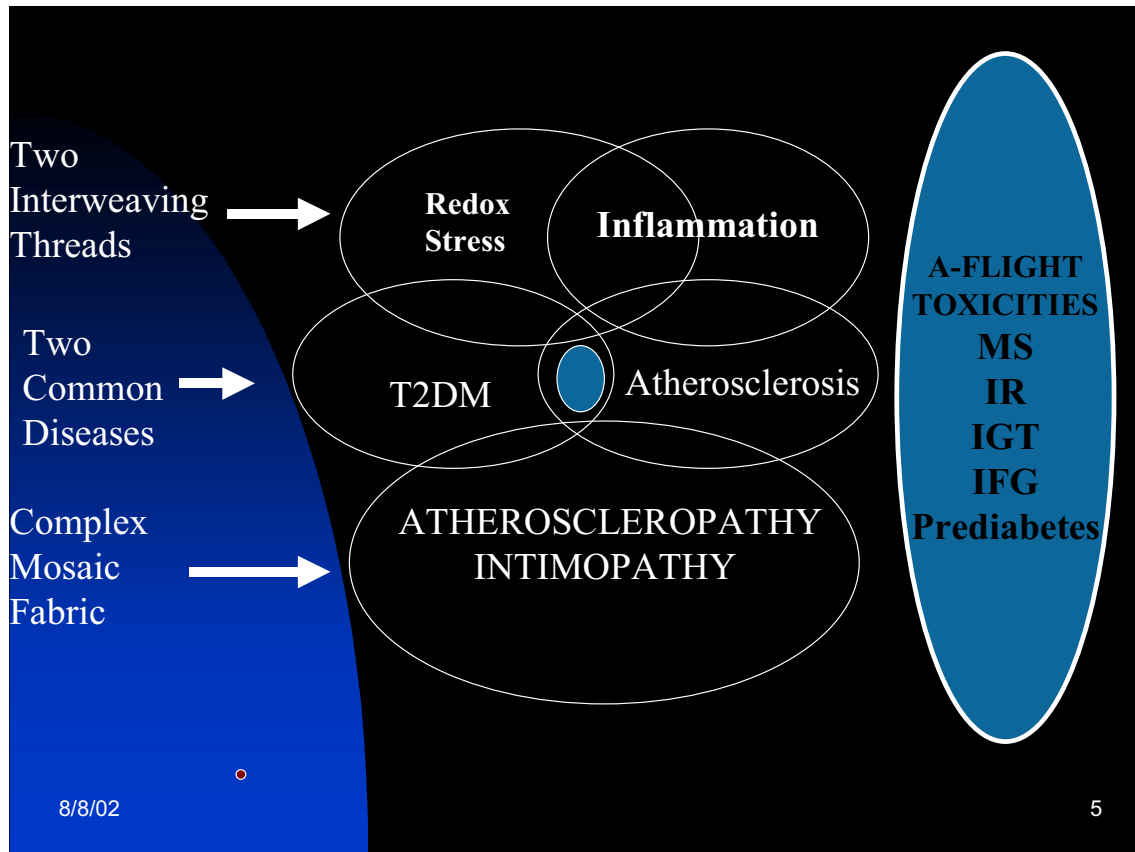 Two
Interweaving
Threads
Redox
Stress
Inflammation
Two
Common
Diseases
T2DM
Atherosclerosis
Complex
Mosaic
Fabric
ATHEROSCLEROPATHY
INTIMOPATHY
A-FLIGHT
TOXICITIES
MS
IR
IGT
IFG
Prediabetes
8/8/02
5